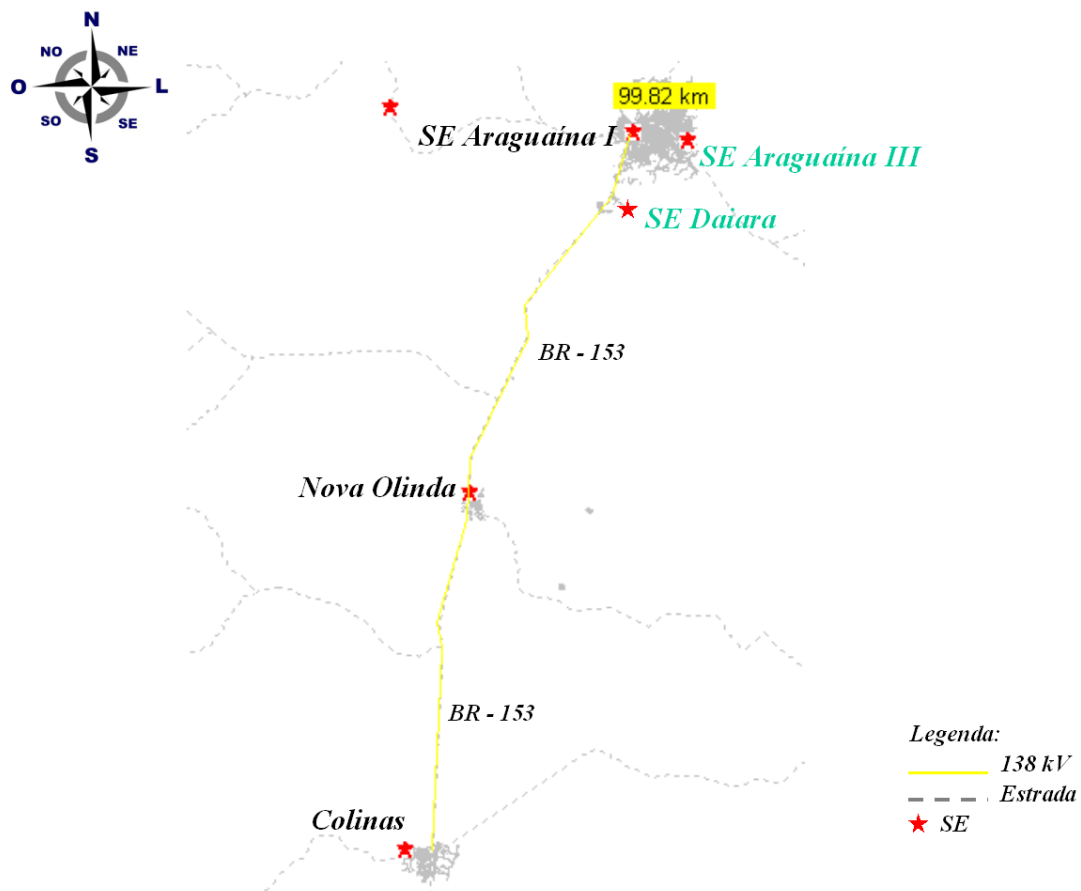 N
NO
NE
O
L
SO
SE
S
99.82 km
SE Araguaína I
SE Araguaína III
SE Daiara
BR - 153
Nova Olinda
BR - 153
Legenda:
138 kV
Colinas
Estrada
SE